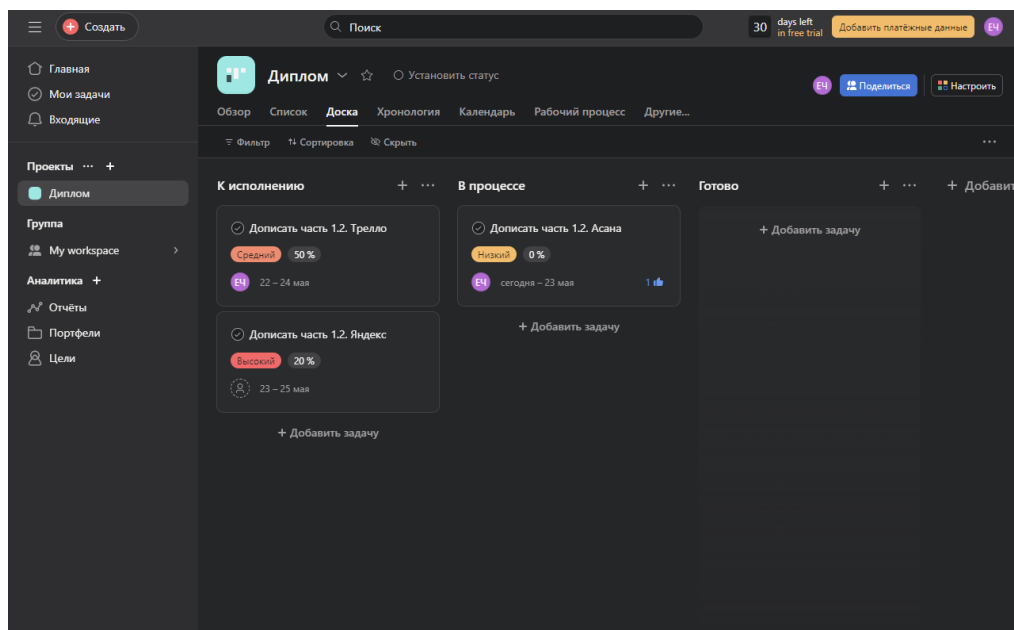 Создать
Поиск
30 days left
in free trial
Добавить платёжные данные
ЕЧ
Главная
Мои задачи
Входящие
Проекты
Диплом
Группа
My workspace
Аналитика
Отчёты
Портфели
Цели
Диплом
Установить статус
ЕЧ
Поделиться
Настроить
Обзор Список Доска Хронология Календарь Рабочий процесс Другие...
Фильтр Сортировка Скрыть
К исполнению
Дописать часть 1.2. Трелло
Средний 50 %
ЕЧ 22 – 24 мая
Дописать часть 1.2. Яндекс
Высокий 20 %
23 – 25 мая
+ Добавить задачу
В процессе
Дописать часть 1.2. Асана
Низкий 0 %
ЕЧ сегодня – 23 мая 1
+ Добавить задачу
Готово
+ Добавить задачу
+ Добавит